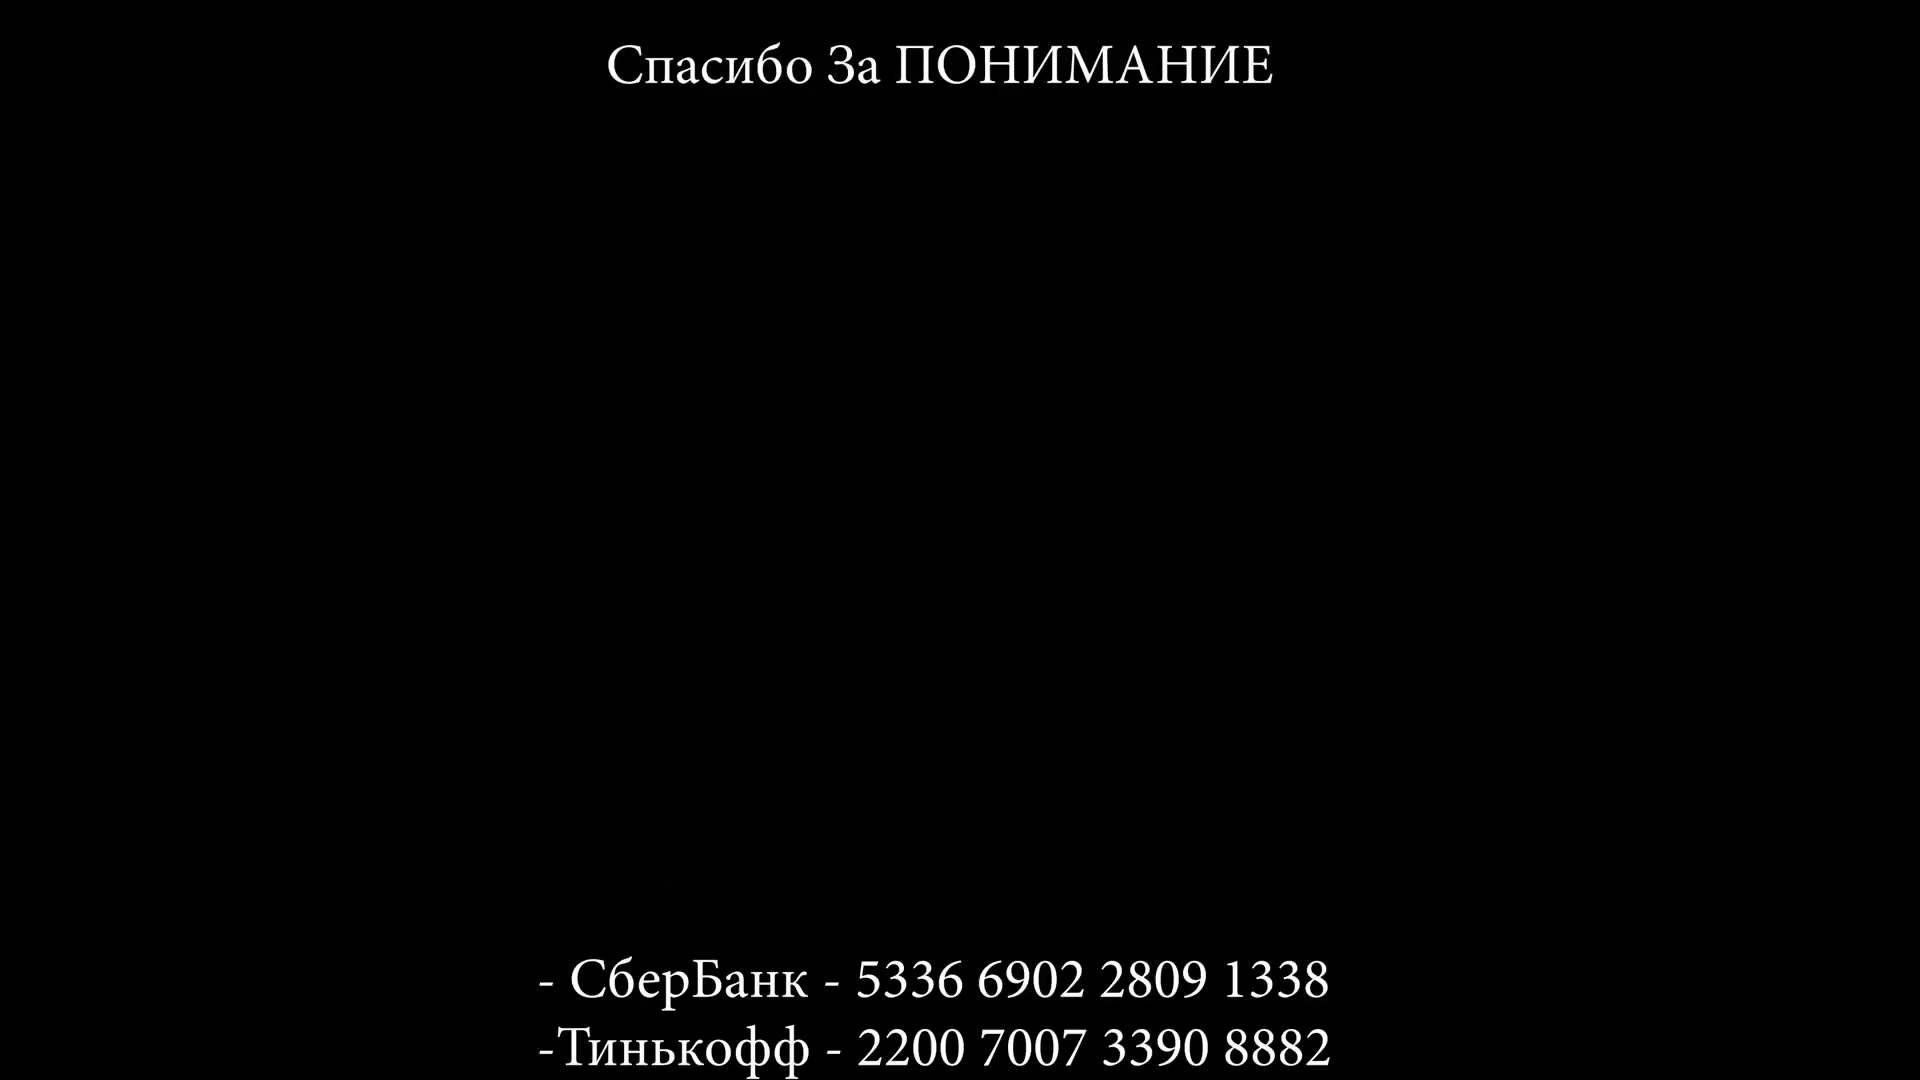 Спасибо За ПОНИМАНИЕ
- СберБанк - 5336 6902 2809 1338
-Тинькофф - 2200 7007 3390 8882